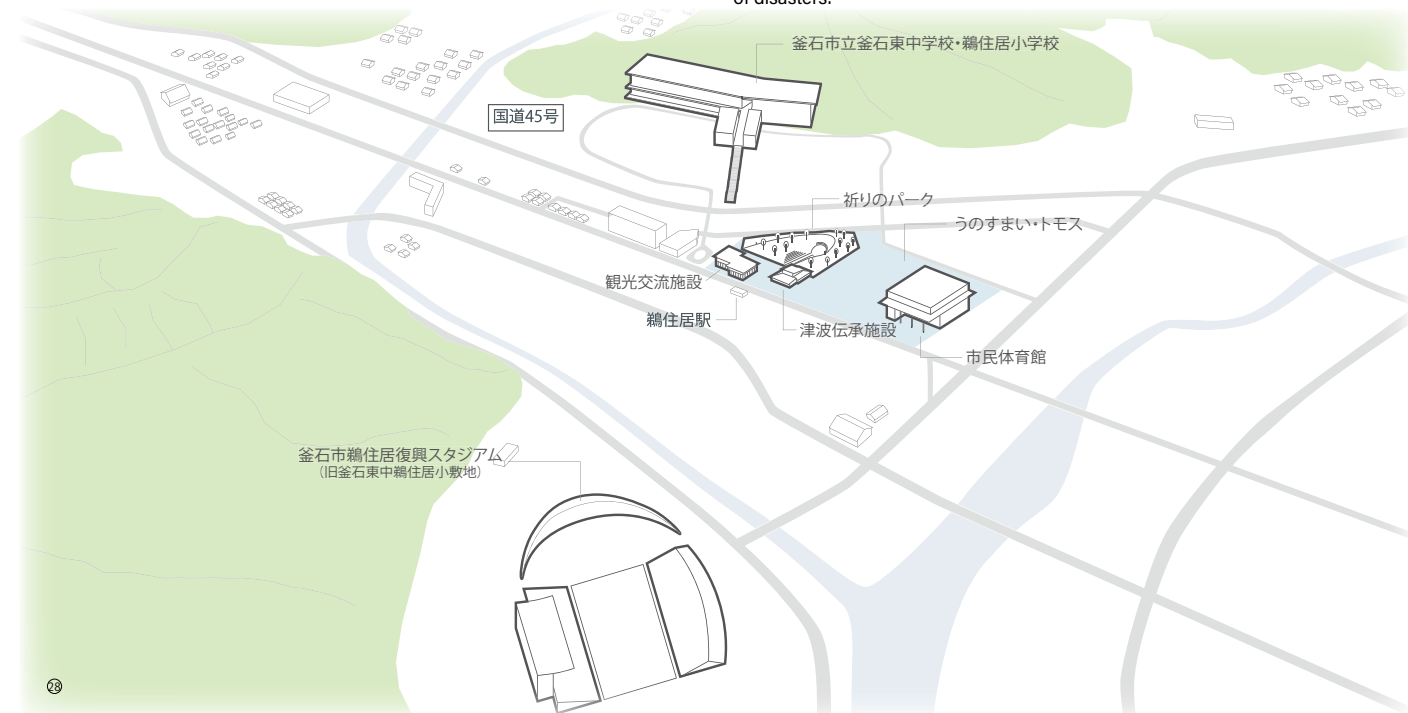 of disasters.
釜石市立釜石東中学校・鵜住居小学校
国道45号
祈りのパーク
うのすまい・トモス
観光交流施設
鵜住居駅
津波伝承施設
市民体育館
釜石市鵜住居復興スタジアム
（旧釜石東中鵜住居小敷地）
㉘